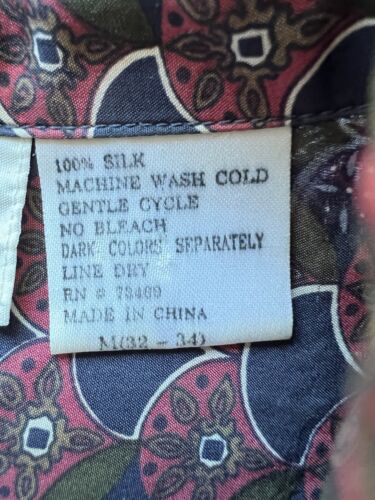 100% SILK
MACHINE WASH COLD
GENTLE CYCLE
NO BLEACH
DARK COLORS SEPARATELY
LINE DRY
RN # 73469
MADE IN CHINA
M(32 - 34)